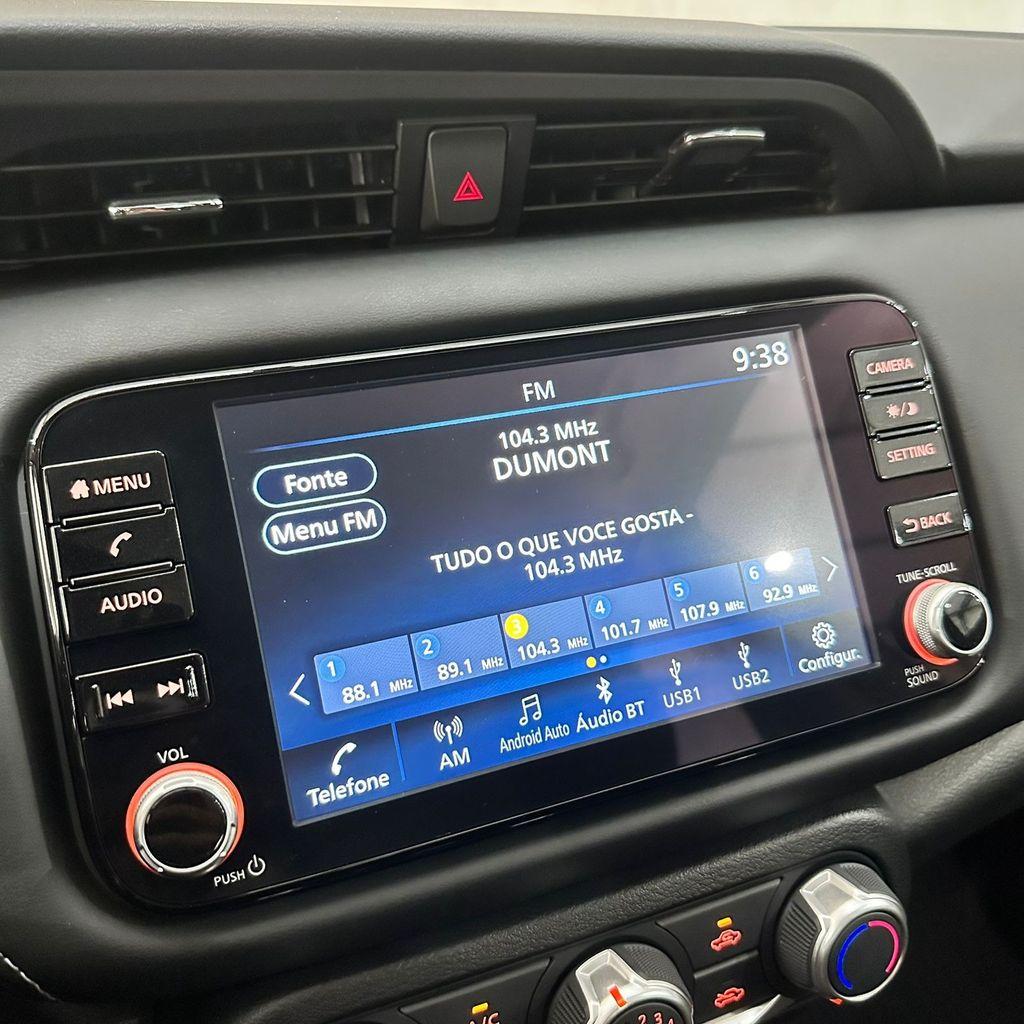 9:38
FM
104.3 MHz
DUMONT
Fonte
Menu FM
TUDO O QUE VOCE GOSTA -
104.3 MHz
1 88.1 MHz
2 89.1 MHz
3 104.3 MHz
4 101.7 MHz
5 107.9 MHz
6 92.9 MHz
Telefone
AM
Android Auto
Áudio BT
USB1
USB2
Configur.
MENU
AUDIO
VOL
PUSH
CAMERA
SETTING
BACK
TUNE-SCROLL
PUSH
SOUND
A/C
2 3 4